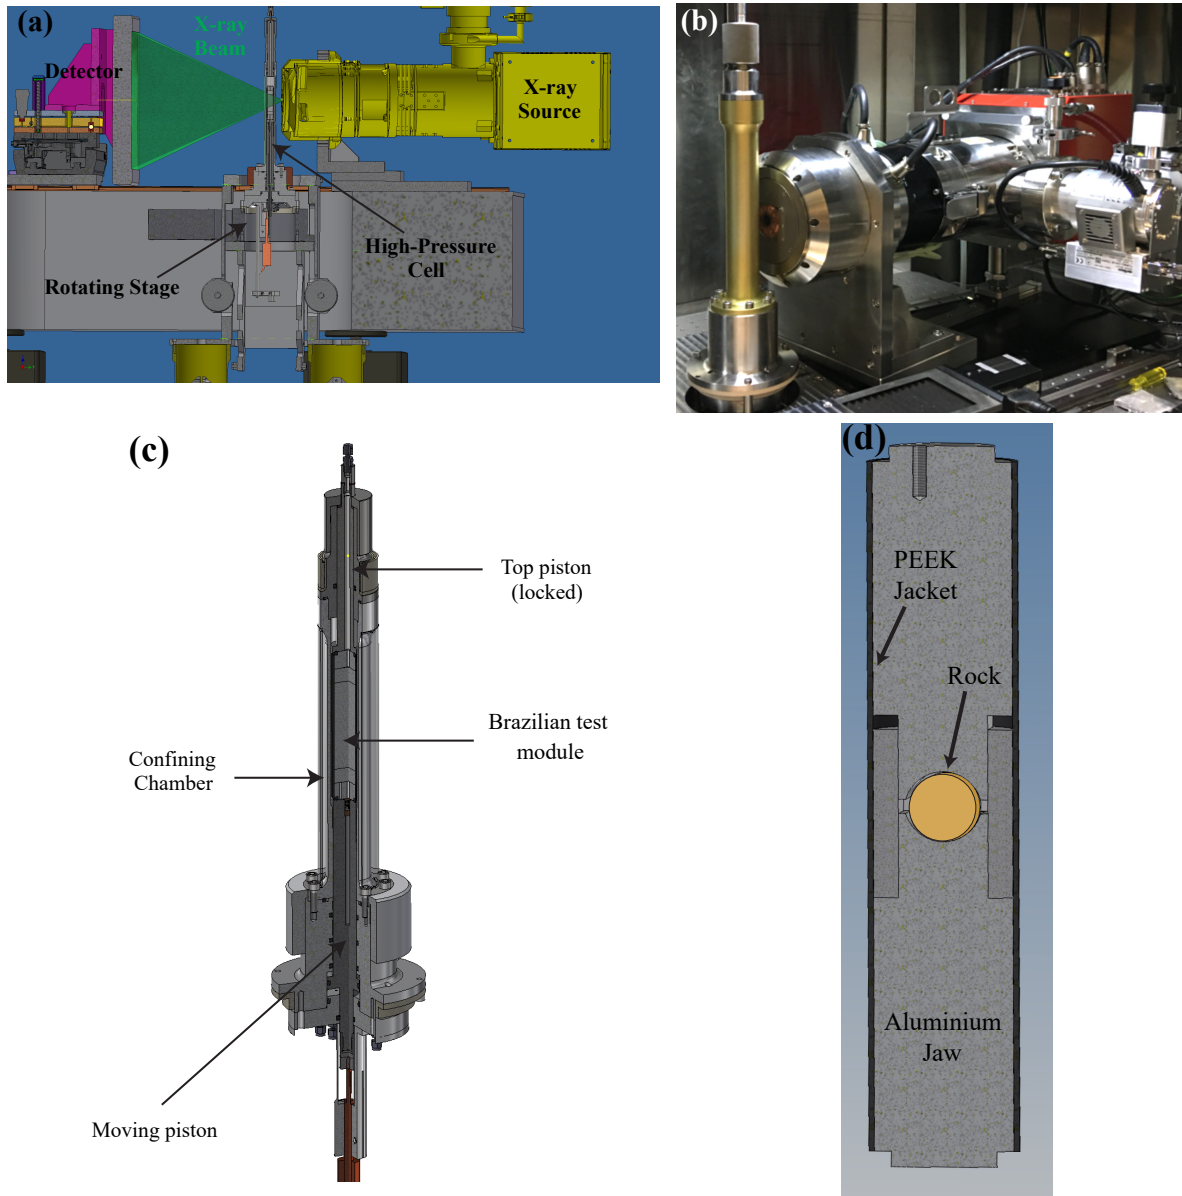 (a)
X-ray
Beam
Detector
X-ray
Source
High-Pressure
Cell
Rotating Stage
(b)
(c)
Top piston
(locked)
Brazilian test
module
Confining
Chamber
Moving piston
(d)
PEEK
Jacket
Rock
Aluminium
Jaw